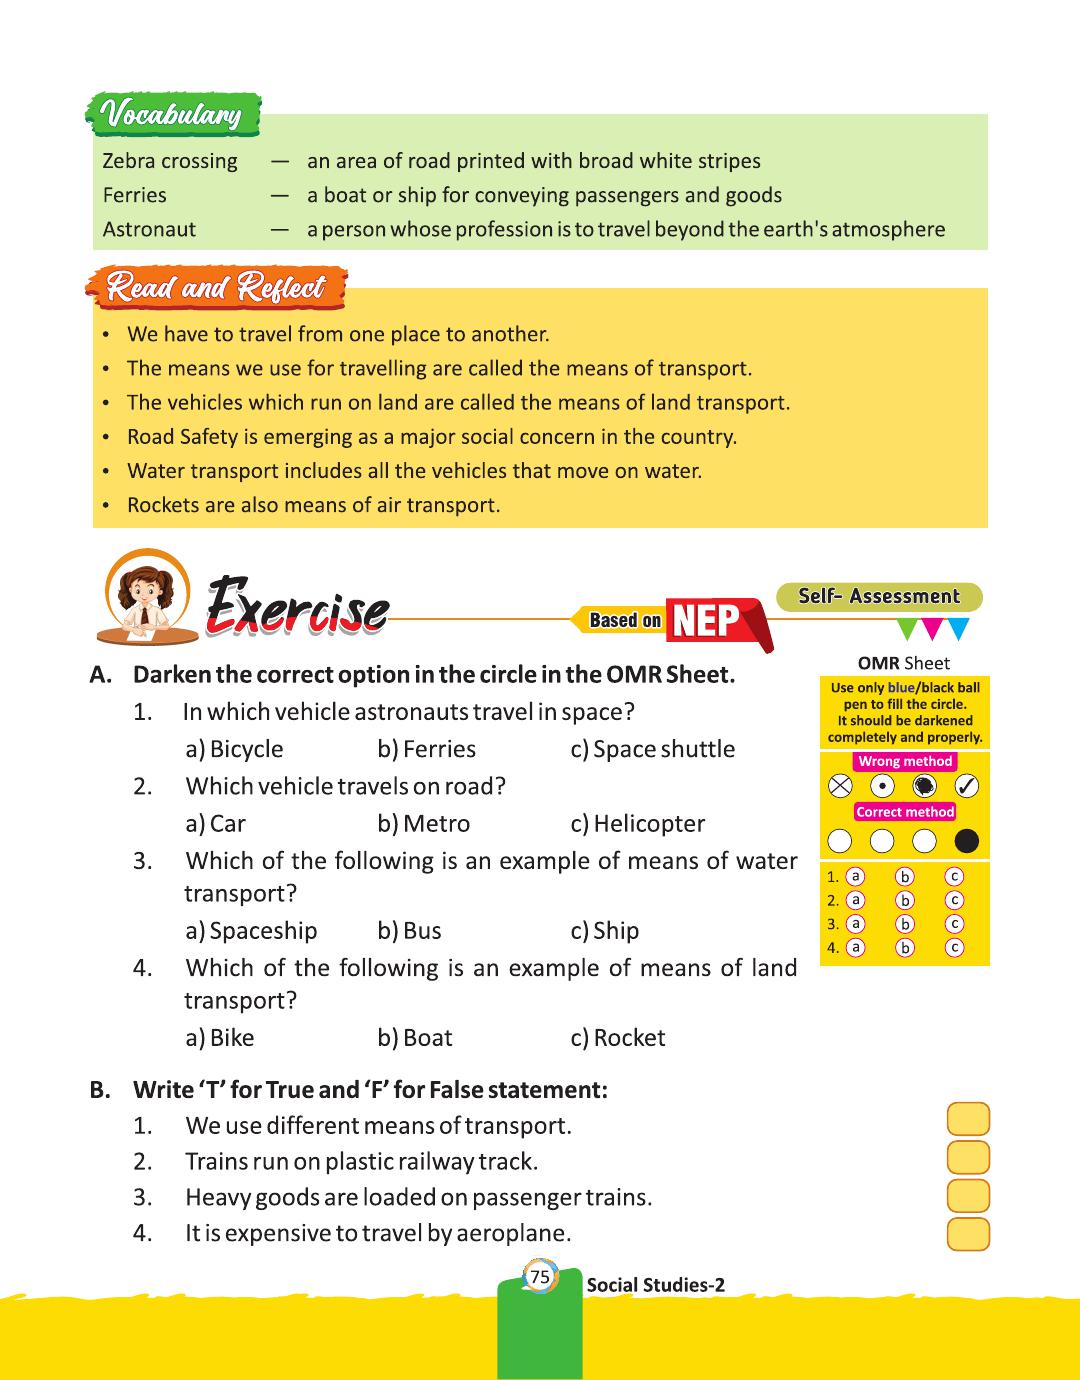 Vocabulary
Zebra crossing — an area of road printed with broad white stripes
Ferries — a boat or ship for conveying passengers and goods
Astronaut — a person whose profession is to travel beyond the earth's atmosphere
Read and Reflect
• We have to travel from one place to another.
• The means we use for travelling are called the means of transport.
• The vehicles which run on land are called the means of land transport.
• Road Safety is emerging as a major social concern in the country.
• Water transport includes all the vehicles that move on water.
• Rockets are also means of air transport.
Exercise
Based on NEP
Self- Assessment
A. Darken the correct option in the circle in the OMR Sheet.
1. In which vehicle astronauts travel in space?
a) Bicycle b) Ferries c) Space shuttle
2. Which vehicle travels on road?
a) Car b) Metro c) Helicopter
3. Which of the following is an example of means of water
transport?
a) Spaceship b) Bus c) Ship
4. Which of the following is an example of means of land
transport?
a) Bike b) Boat c) Rocket
OMR Sheet
Use only blue/black ball
pen to fill the circle.
It should be darkened
completely and properly.
Wrong method
Correct method
1. a b c
2. a b c
3. a b c
4. a b c
B. Write ‘T’ for True and ‘F’ for False statement:
1. We use different means of transport.
2. Trains run on plastic railway track.
3. Heavy goods are loaded on passenger trains.
4. It is expensive to travel by aeroplane.
75
Social Studies-2